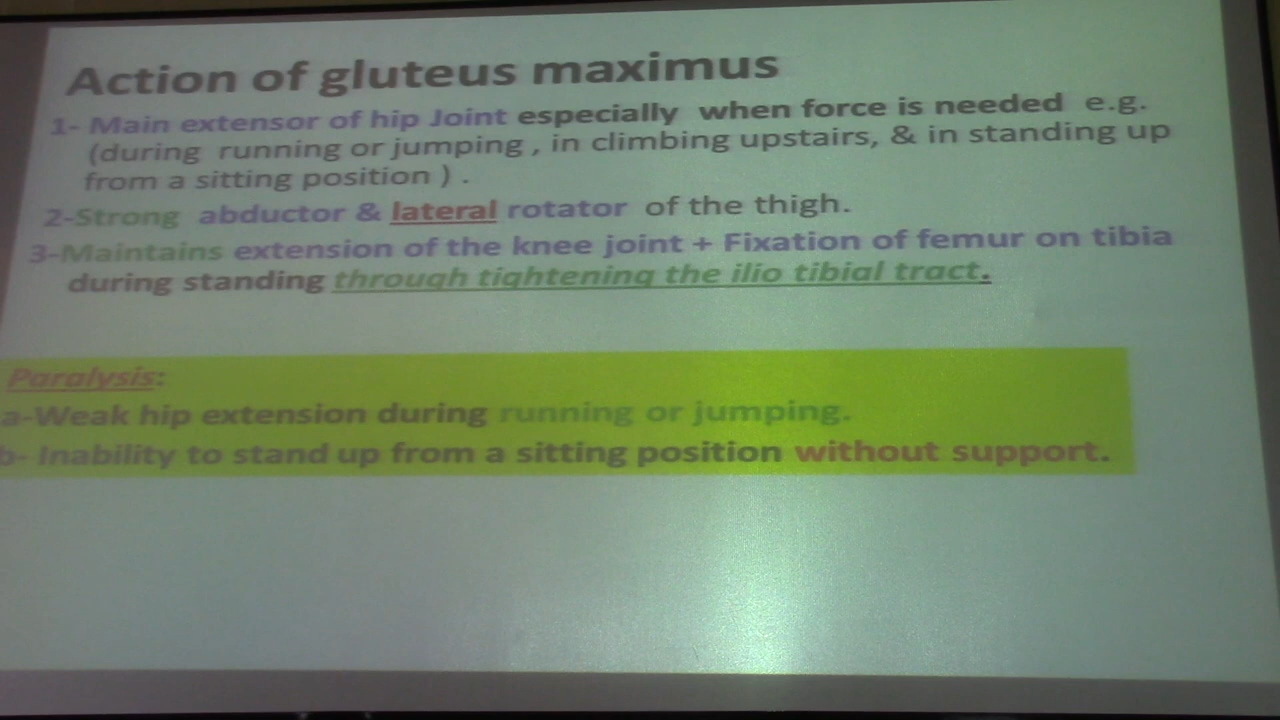 Action of gluteus maximus
1- Main extensor of hip Joint especially when force is needed e.g.
(during running or jumping , in climbing upstairs, & in standing up
from a sitting position ) .
2-Strong abductor & lateral rotator of the thigh.
3-Maintains extension of the knee joint + Fixation of femur on tibia
during standing through tightening the ilio tibial tract.
Paralysis:
a-Weak hip extension during running or jumping.
b- Inability to stand up from a sitting position without support.